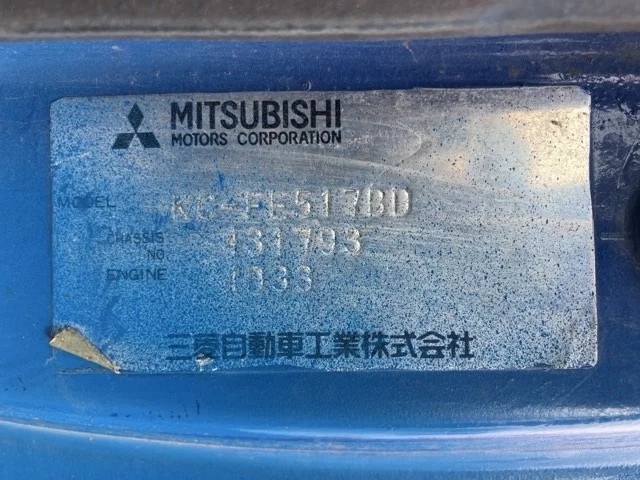 MITSUBISHI
MOTORS CORPORATION
MODEL KC-FE517BD
CHASSIS NO. 431793
ENGINE 4D33
三菱自動車工業株式会社